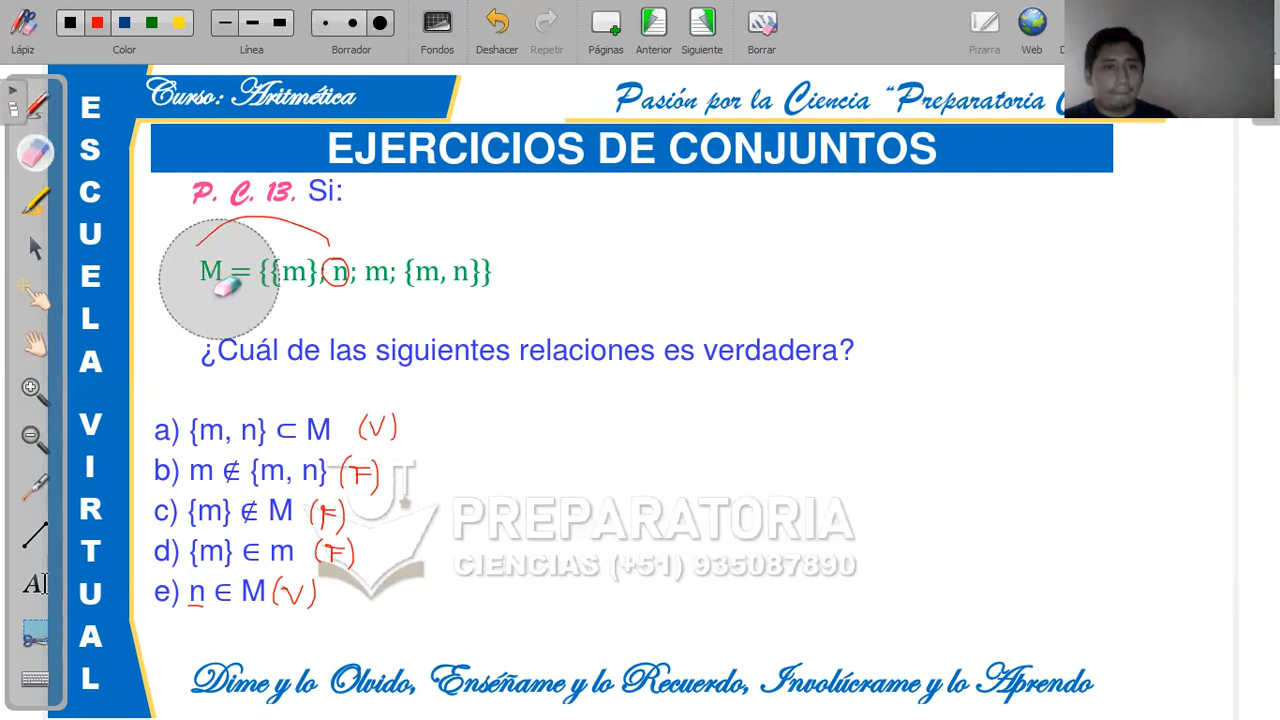 Lápiz
Color
Línea
Borrador
Fondos
Deshacer
Repetir
Páginas
Anterior
Siguiente
Borrar
Pizarra
Web
Curso: Aritmética
Pasión por la Ciencia “Preparatoria
EJERCICIOS DE CONJUNTOS
ESCUELA VIRTUAL
P. C. 13. Si:
M = {{m}; n; m; {m, n}}
¿Cuál de las siguientes relaciones es verdadera?
a) {m, n} ⊂ M (V)
b) m ∉ {m, n} (F)
c) {m} ∉ M (F)
d) {m} ∈ m (F)
e) n ∈ M (V)
PREPARATORIA
CIENCIAS (+51) 935087890
Dime y lo Olvido, Enséñame y lo Recuerdo, Involúcrame y lo Aprendo